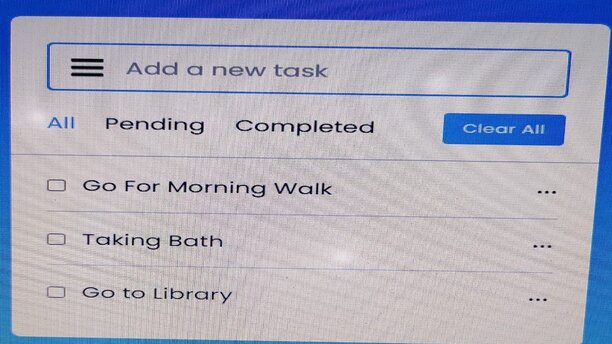 Add a new task
All Pending Completed Clear All
Go For Morning Walk ...
Taking Bath ...
Go to Library ...